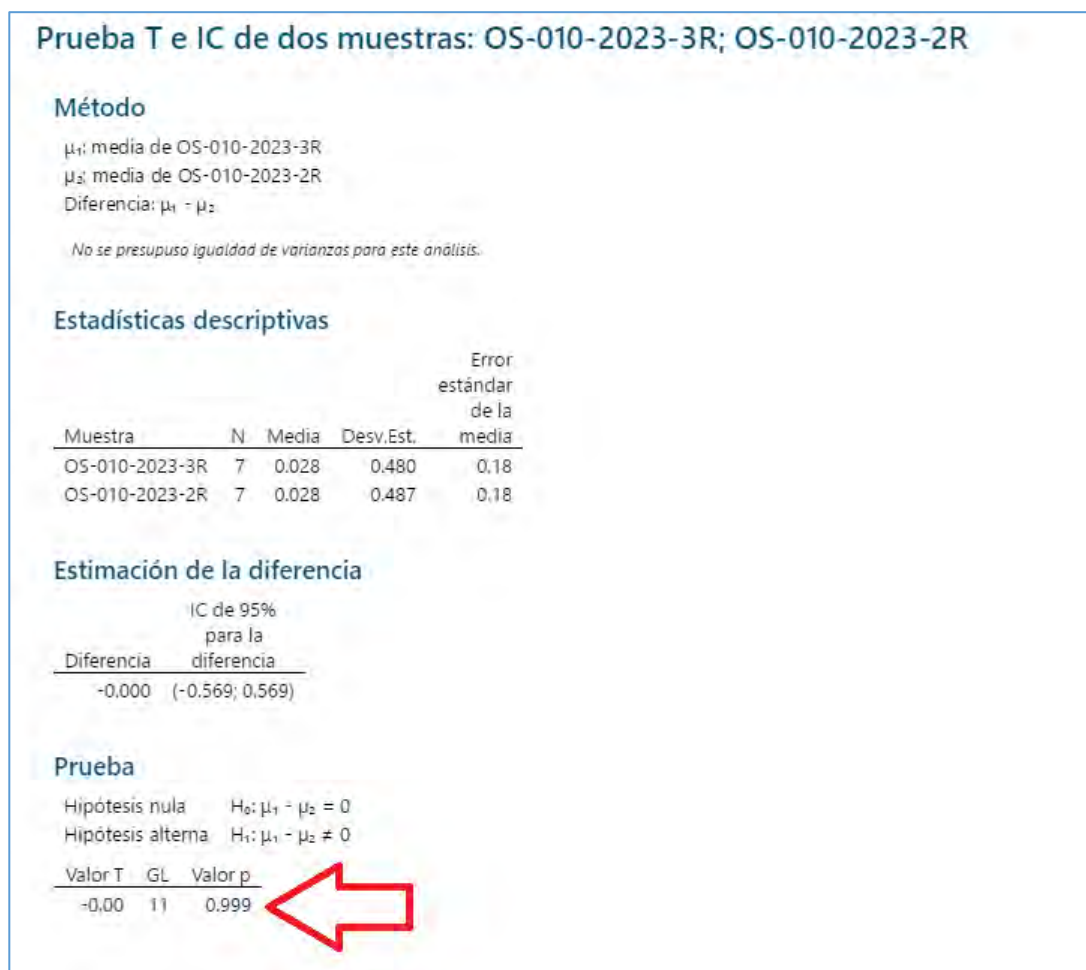 Prueba T e IC de dos muestras: OS-010-2023-3R; OS-010-2023-2R
Método
μ₁: media de OS-010-2023-3R
μ₂: media de OS-010-2023-2R
Diferencia: μ₁ - μ₂
No se presupuso igualdad de varianzas para este análisis.
Estadísticas descriptivas
Error
estándar
de la
Muestra N Media Desv.Est. media
OS-010-2023-3R 7 0.028 0.480 0.18
OS-010-2023-2R 7 0.028 0.487 0.18
Estimación de la diferencia
IC de 95%
para la
Diferencia diferencia
-0.000 (-0.569; 0.569)
Prueba
Hipótesis nula H₀: μ₁ - μ₂ = 0
Hipótesis alterna H₁: μ₁ - μ₂ ≠ 0
Valor T GL Valor p
-0.00 11 0.999